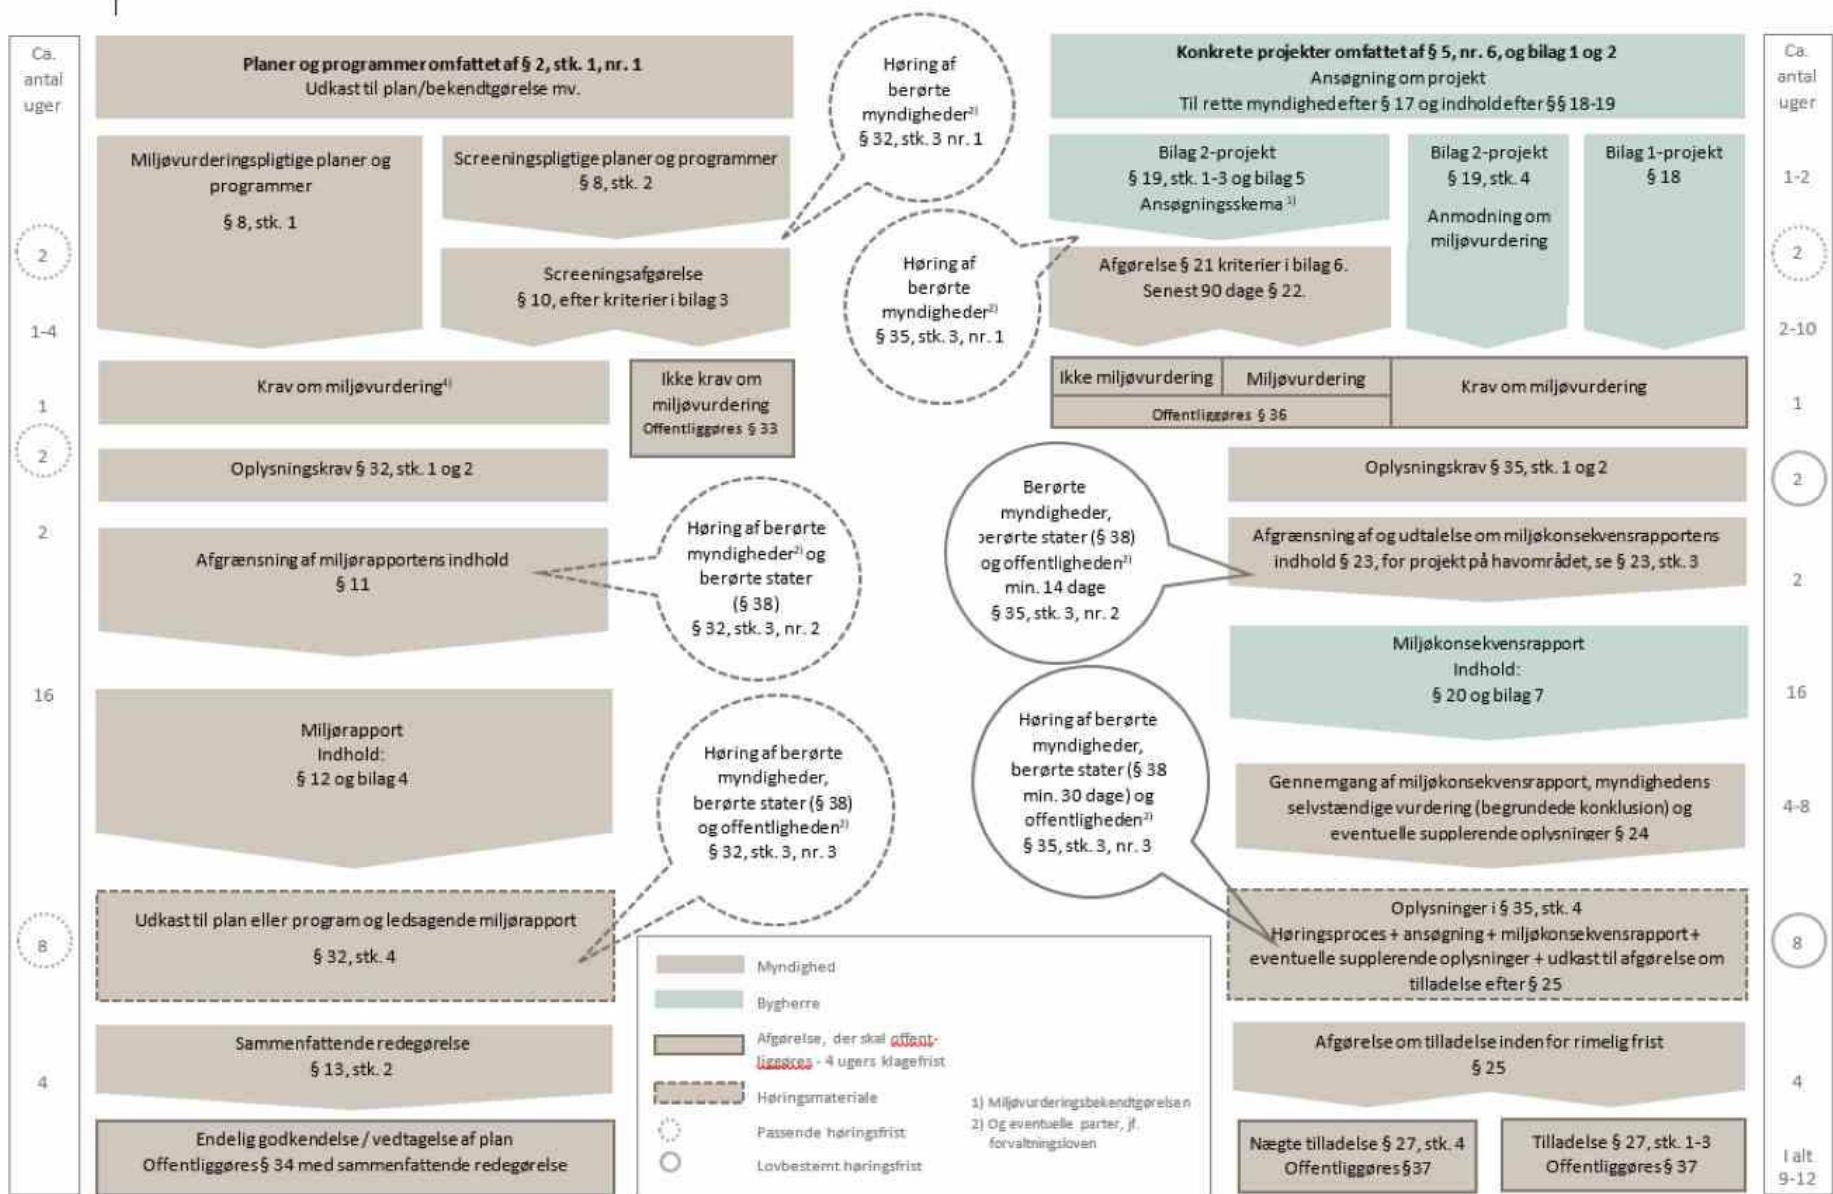 Ca.
antal
uger
2
1-4
1
2
2
16
8
4
Planer og programmer omfattet af § 2, stk. 1, nr. 1
Udkast til plan/bekendtgørelse mv.
Miljøvurderingspligtige planer og
programmer
§ 8, stk. 1
Screeningspligtige planer og programmer
§ 8, stk. 2
Screeningsafgørelse
§ 10, efter kriterier i bilag 3
Krav om miljøvurdering4)
Ikke krav om
miljøvurdering
Offentliggøres § 33
Oplysningskrav § 32, stk. 1 og 2
Afgrænsning af miljørapportens indhold
§ 11
Miljørapport
Indhold:
§ 12 og bilag 4
Udkast til plan eller program og ledsagende miljørapport
§ 32, stk. 4
Sammenfattende redegørelse
§ 13, stk. 2
Endelig godkendelse / vedtagelse af plan
Offentliggøres § 34 med sammenfattende redegørelse
Høring af
berørte
myndigheder2)
§ 32, stk. 3 nr. 1
Høring af
berørte
myndigheder2)
§ 35, stk. 3, nr. 1
Høring af berørte
myndigheder2) og
berørte stater
(§ 38)
§ 32, stk. 3, nr. 2
Høring af berørte
myndigheder,
berørte stater (§ 38)
og offentligheden2)
§ 32, stk. 3, nr. 3
Berørte
myndigheder,
berørte stater (§ 38)
og offentligheden2)
min. 14 dage
§ 35, stk. 3, nr. 2
Høring af berørte
myndigheder,
berørte stater (§ 38
min. 30 dage) og
offentligheden2)
§ 35, stk. 3, nr. 3
Myndighed
Bygherre
Afgørelse, der skal offent-
liggøres - 4 ugers klagefrist
Høringsmateriale
Passende høringsfrist
Lovbestemt høringsfrist
1) Miljøvurderingsbekendtgørelsen
2) Og eventuelle parter, jf.
forvaltningsloven
Konkrete projekter omfattet af § 5, nr. 6, og bilag 1 og 2
Ansøgning om projekt
Til rette myndighed efter § 17 og indhold efter §§ 18-19
Bilag 2-projekt
§ 19, stk. 1-3 og bilag 5
Ansøgningsskema 1)
Bilag 2-projekt
§ 19, stk. 4
Anmodning om
miljøvurdering
Bilag 1-projekt
§ 18
Afgørelse § 21 kriterier i bilag 6.
Senest 90 dage § 22.
Ikke miljøvurdering
Miljøvurdering
Krav om miljøvurdering
Offentliggøres § 36
Oplysningskrav § 35, stk. 1 og 2
Afgrænsning af og udtalelse om miljøkonsekvensrapportens
indhold § 23, for projekt på havområdet, se § 23, stk. 3
Miljøkonsekvensrapport
Indhold:
§ 20 og bilag 7
Gennemgang af miljøkonsekvensrapport, myndighedens
selvstændige vurdering (begrundede konklusion) og
eventuelle supplerende oplysninger § 24
Oplysninger i § 35, stk. 4
Høringsproces + ansøgning + miljøkonsekvensrapport +
eventuelle supplerende oplysninger + udkast til afgørelse om
tilladelse efter § 25
Afgørelse om tilladelse inden for rimelig frist
§ 25
Nægte tilladelse § 27, stk. 4
Offentliggøres §37
Tilladelse § 27, stk. 1-3
Offentliggøres § 37
Ca.
antal
uger
1-2
2
2-10
1
2
2
16
4-8
8
4
I alt
9-12